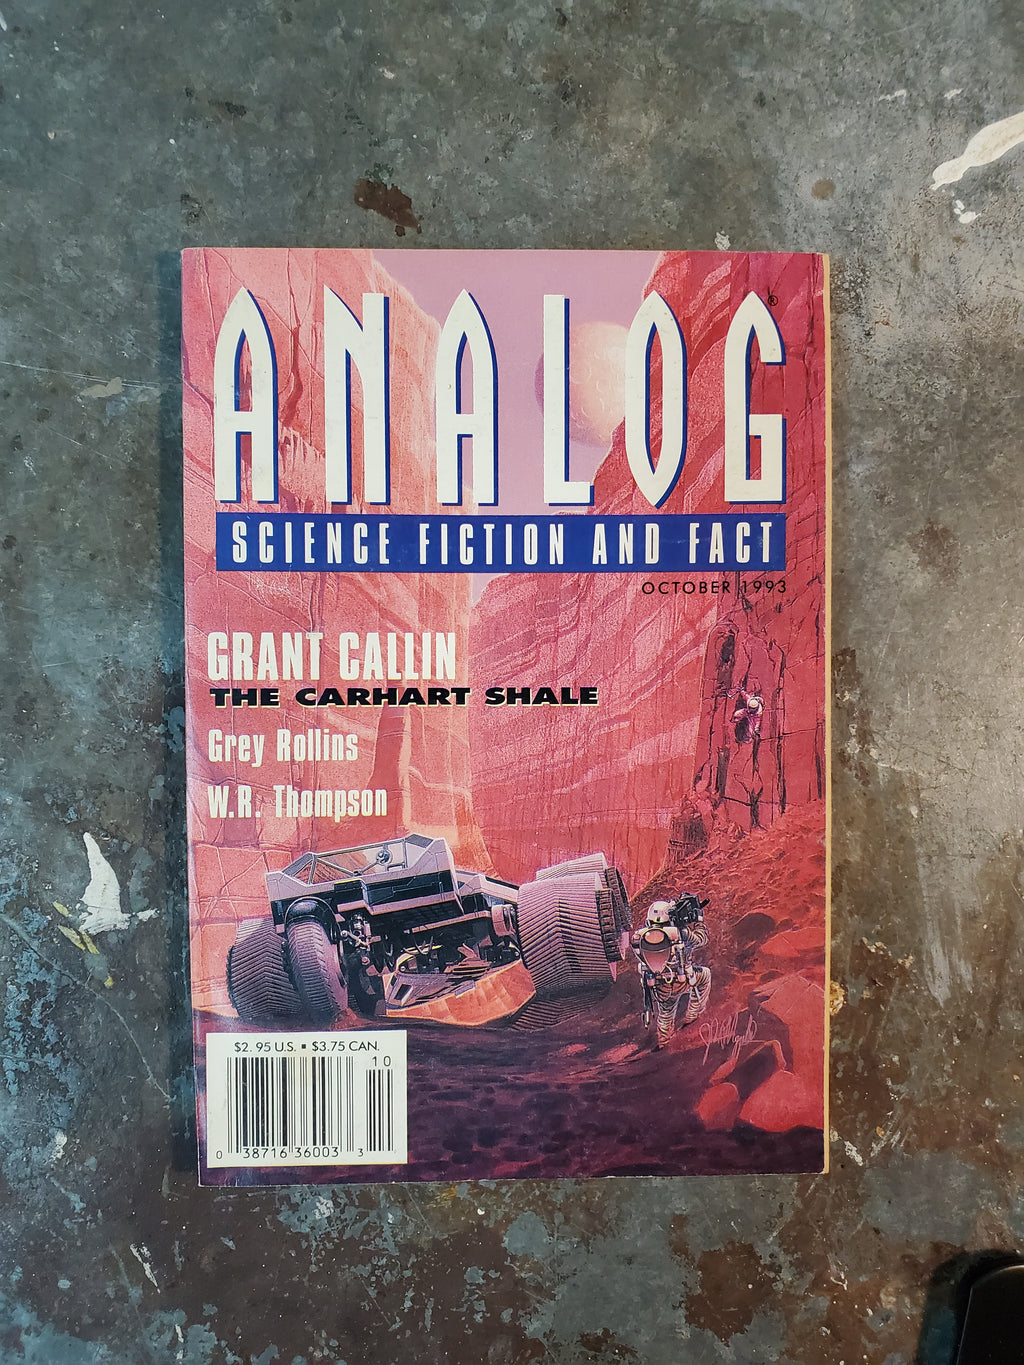 ANALOG®
SCIENCE FICTION AND FACT
OCTOBER 1993
GRANT CALLIN
THE CARHART SHALE
Grey Rollins
W.R. Thompson
$2.95 U.S. ▪ $3.75 CAN.
10
0 38716 36003 3